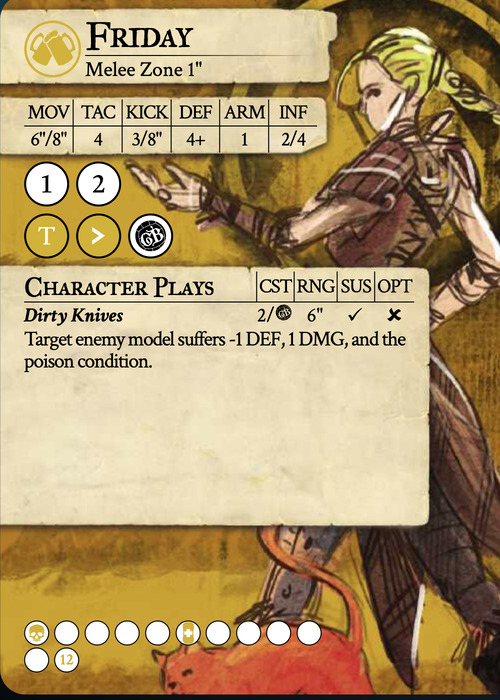 FRIDAY
Melee Zone 1"
MOV TAC KICK DEF ARM INF
6"/8" 4 3/8" 4+ 1 2/4
1 2
T > GB
CHARACTER PLAYS CST RNG SUS OPT
Dirty Knives 2/GB 6" ✓ ✘
Target enemy model suffers -1 DEF, 1 DMG, and the
poison condition.
12